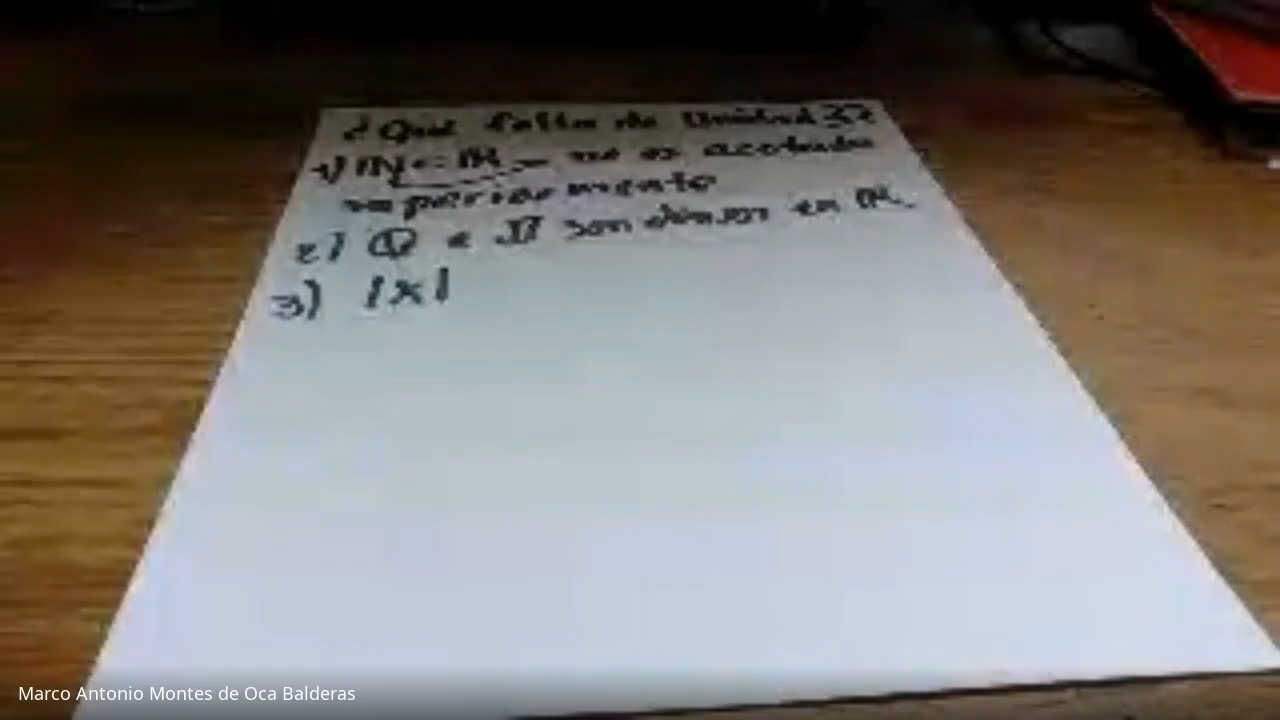 ¿Qué falta de Unidad 3?
1) ℕ ⊂ ℝ no es acotado
superiormente
2) ℚ e 𝕀 son densos en ℝ.
3) |x|
Marco Antonio Montes de Oca Balderas